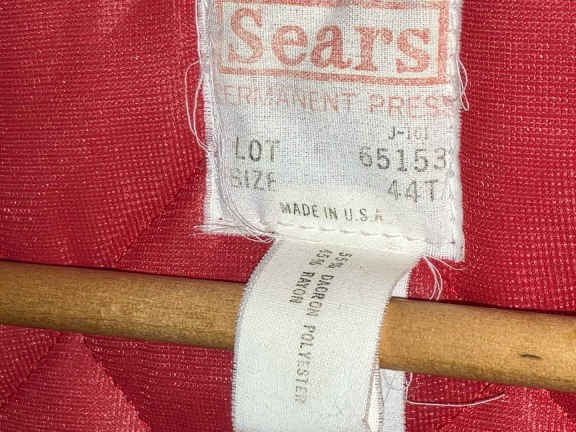 Sears
ERMANENT PRESS
J-101
LOT 65153
SIZE 44T
MADE IN U.S.A.
55% DACRON POLYESTER
45% RAYON